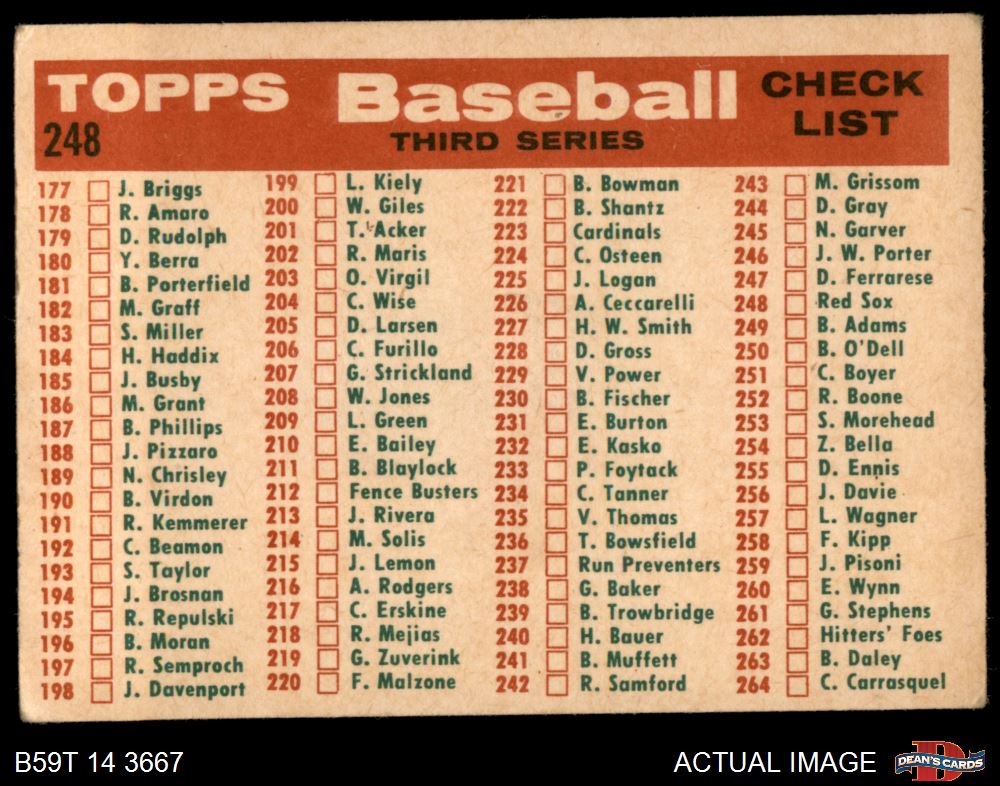 TOPPS Baseball CHECK LIST
248 THIRD SERIES
177 J. Briggs
178 R. Amaro
179 D. Rudolph
180 Y. Berra
181 B. Porterfield
182 M. Graff
183 S. Miller
184 H. Haddix
185 J. Busby
186 M. Grant
187 B. Phillips
188 J. Pizzaro
189 N. Chrisley
190 B. Virdon
191 R. Kemmerer
192 C. Beamon
193 S. Taylor
194 J. Brosnan
195 R. Repulski
196 B. Moran
197 R. Semproch
198 J. Davenport
199 L. Kiely
200 W. Giles
201 T. Acker
202 R. Maris
203 O. Virgil
204 C. Wise
205 D. Larsen
206 C. Furillo
207 G. Strickland
208 W. Jones
209 L. Green
210 E. Bailey
211 B. Blaylock
212 Fence Busters
213 J. Rivera
214 M. Solis
215 J. Lemon
216 A. Rodgers
217 C. Erskine
218 R. Mejias
219 G. Zuverink
220 F. Malzone
221 B. Bowman
222 B. Shantz
223 Cardinals
224 C. Osteen
225 J. Logan
226 A. Ceccarelli
227 H. W. Smith
228 D. Gross
229 V. Power
230 B. Fischer
231 E. Burton
232 E. Kasko
233 P. Foytack
234 C. Tanner
235 V. Thomas
236 T. Bowsfield
237 Run Preventers
238 G. Baker
239 B. Trowbridge
240 H. Bauer
241 B. Muffett
242 R. Samford
243 M. Grissom
244 D. Gray
245 N. Garver
246 J. W. Porter
247 D. Ferrarese
248 Red Sox
249 B. Adams
250 B. O'Dell
251 C. Boyer
252 R. Boone
253 S. Morehead
254 Z. Bella
255 D. Ennis
256 J. Davie
257 L. Wagner
258 F. Kipp
259 J. Pisoni
260 E. Wynn
261 G. Stephens
262 Hitters' Foes
263 B. Daley
264 C. Carrasquel
B59T 14 3667
ACTUAL IMAGE
DEAN'S CARDS